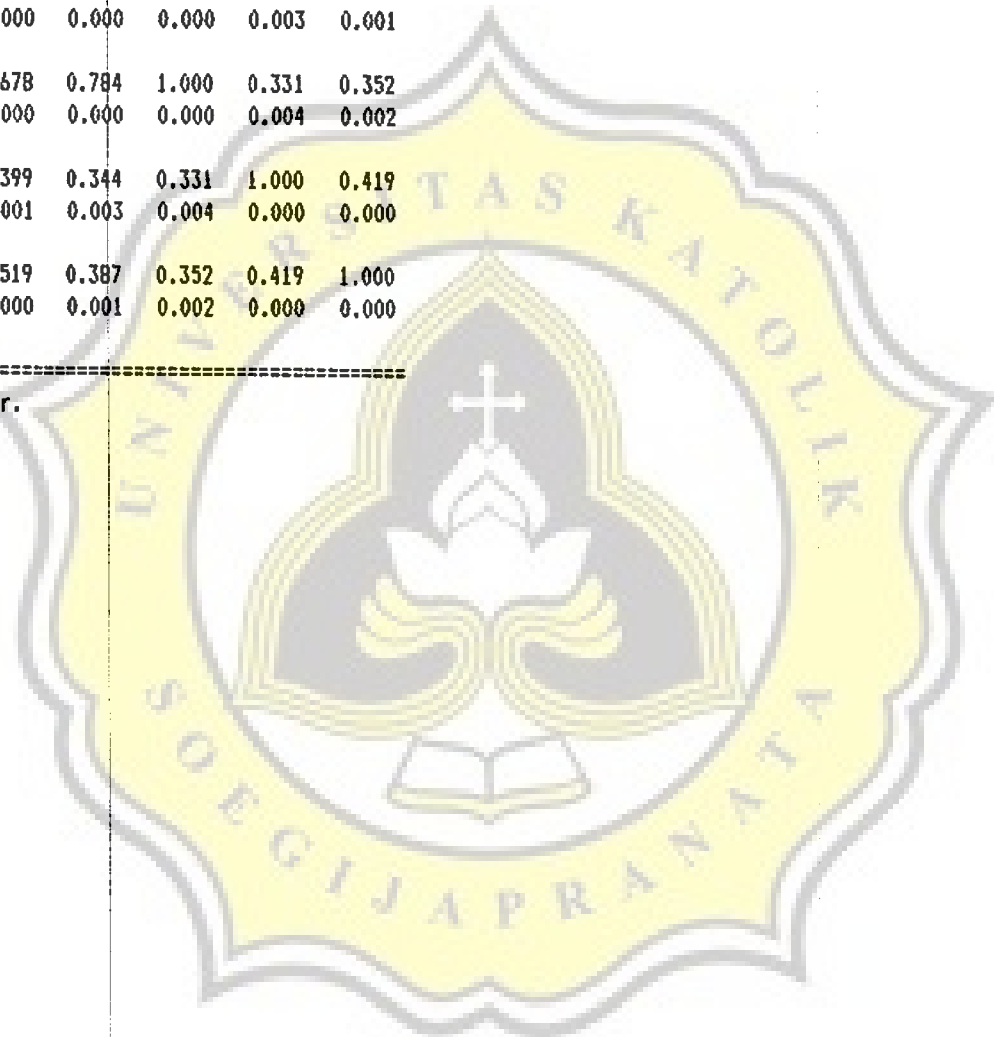 000 0.000 0.000 0.003 0.001
678 0.784 1.000 0.331 0.352
000 0.000 0.000 0.004 0.002
399 0.344 0.331 1.000 0.419
001 0.003 0.004 0.000 0.000
519 0.387 0.352 0.419 1.000
000 0.001 0.002 0.000 0.000
==============================================
r.
UNIVERSITAS KATOLIK
SOEGIJAPRANATA